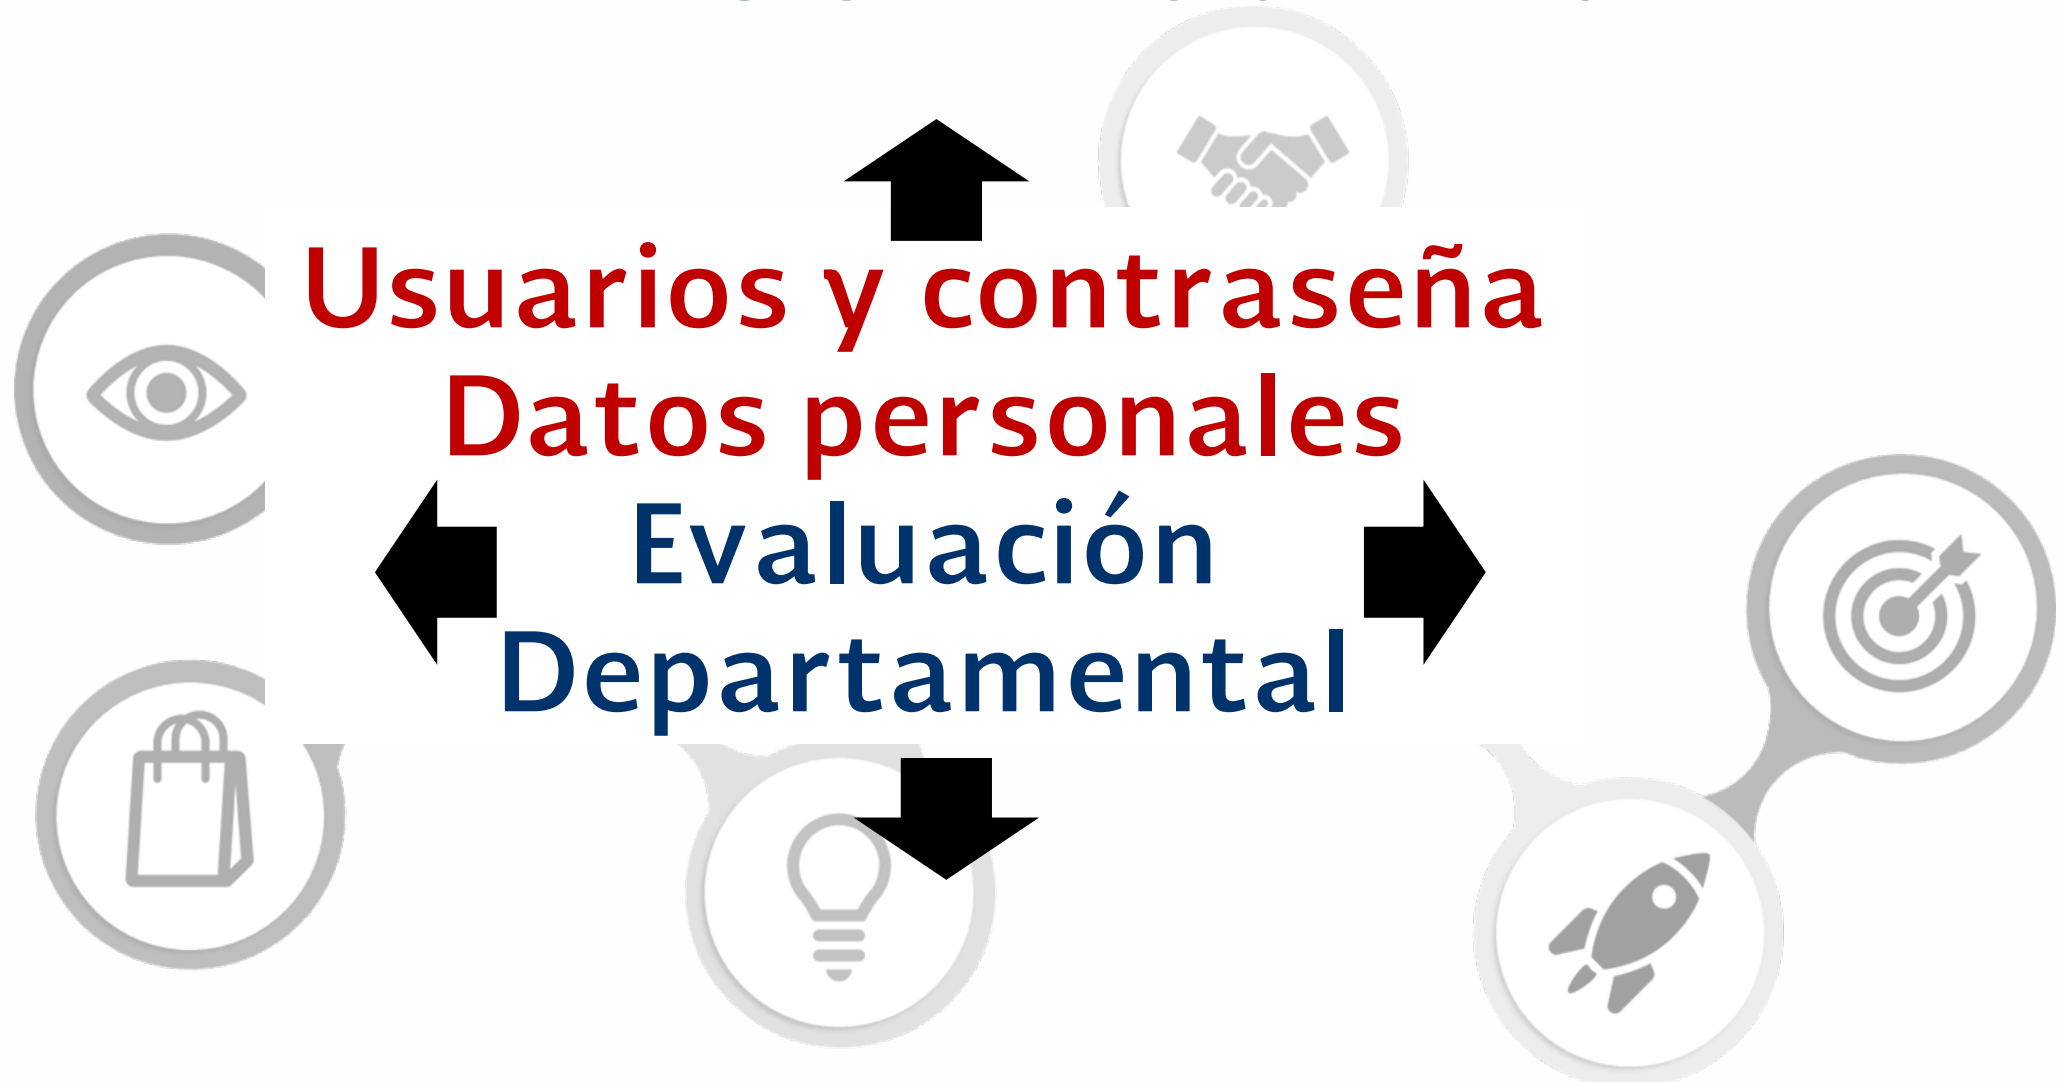 Usuarios y contraseña
Datos personales
Evaluación
Departamental